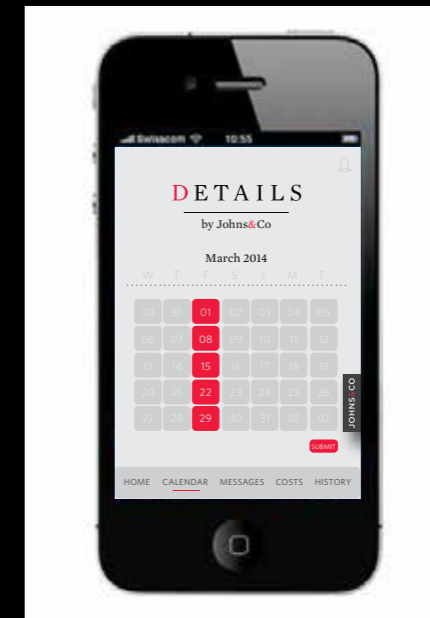 Swisscom 10:55
DETAILS
by Johns&Co
March 2014
W T F S S M T
30 31 01 02 03 04 05
06 07 08 09 10 11 12
13 14 15 16 17 18 19
20 21 22 23 24 25 26
27 28 29 30 31 01 02
JOHNS&CO
SUBMIT
HOME CALENDAR MESSAGES COSTS HISTORY